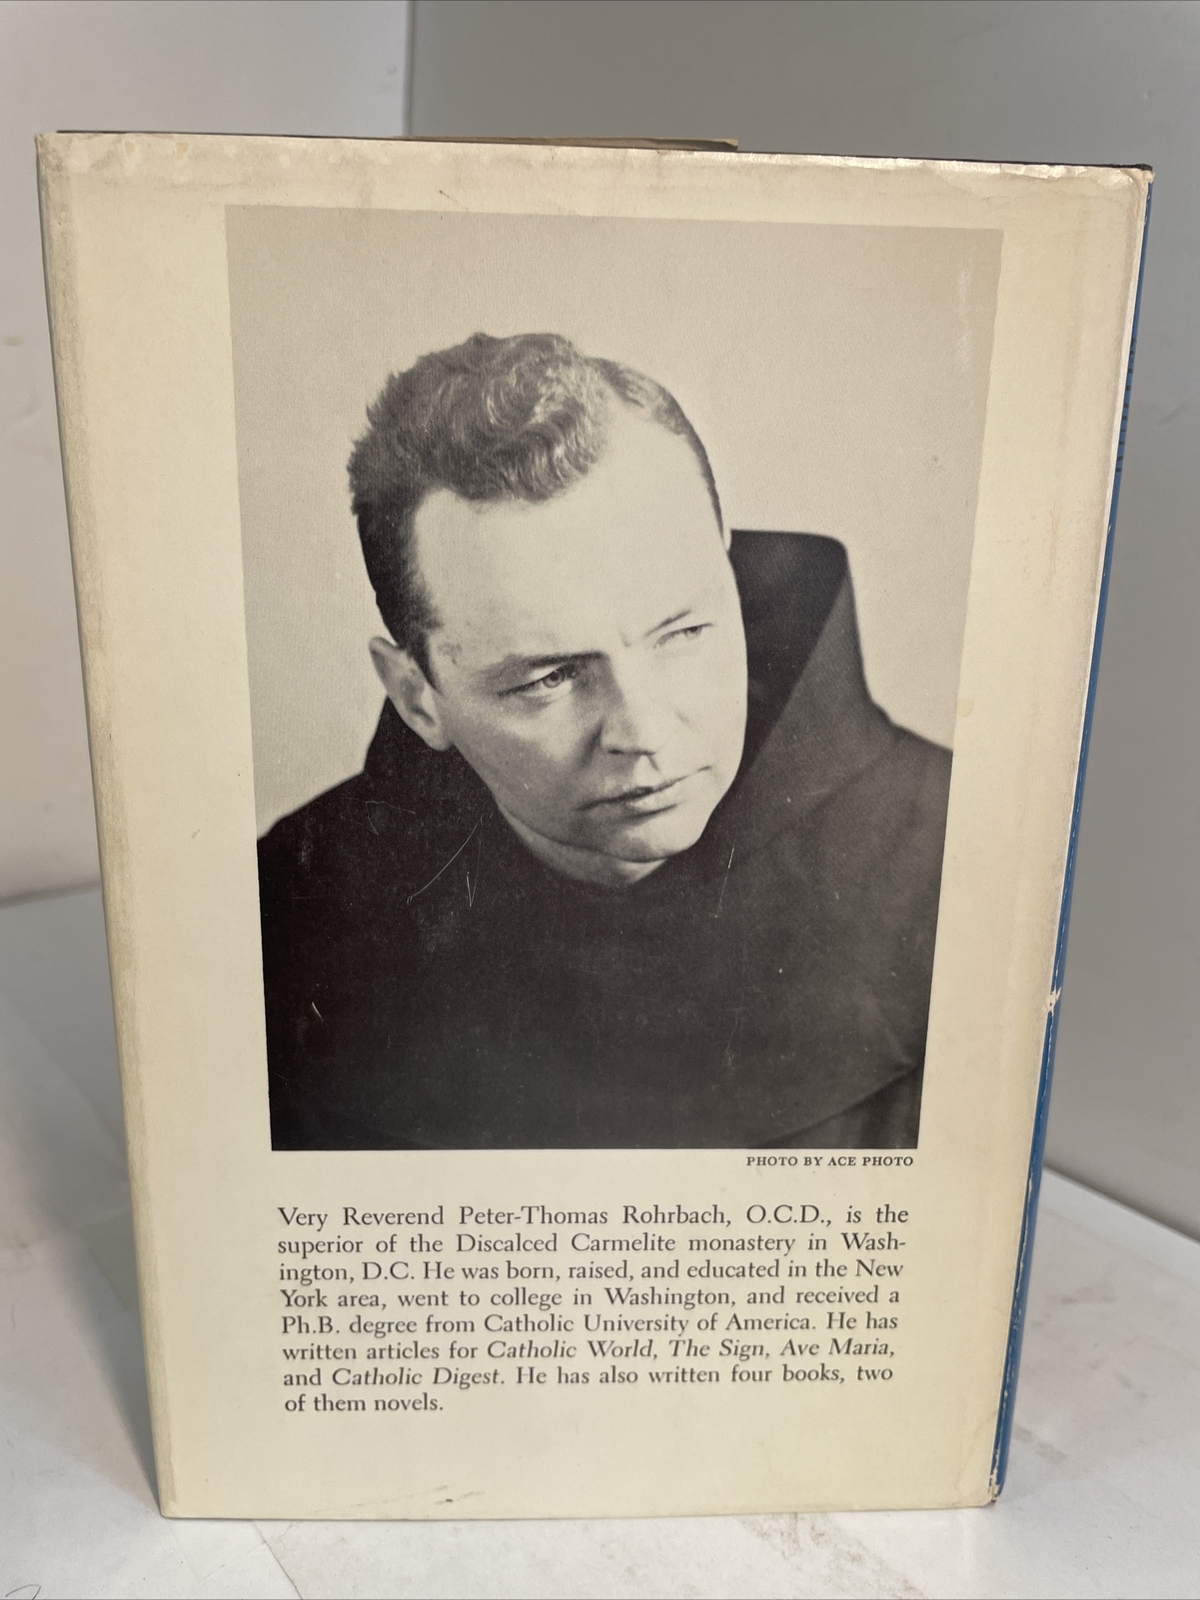 PHOTO BY ACE PHOTO
Very Reverend Peter-Thomas Rohrbach, O.C.D., is the
superior of the Discalced Carmelite monastery in Wash-
ington, D.C. He was born, raised, and educated in the New
York area, went to college in Washington, and received a
Ph.B. degree from Catholic University of America. He has
written articles for Catholic World, The Sign, Ave Maria,
and Catholic Digest. He has also written four books, two
of them novels.